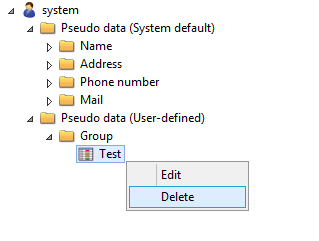 system
Pseudo data (System default)
Name
Address
Phone number
Mail
Pseudo data (User-defined)
Group
Test
Edit
Delete